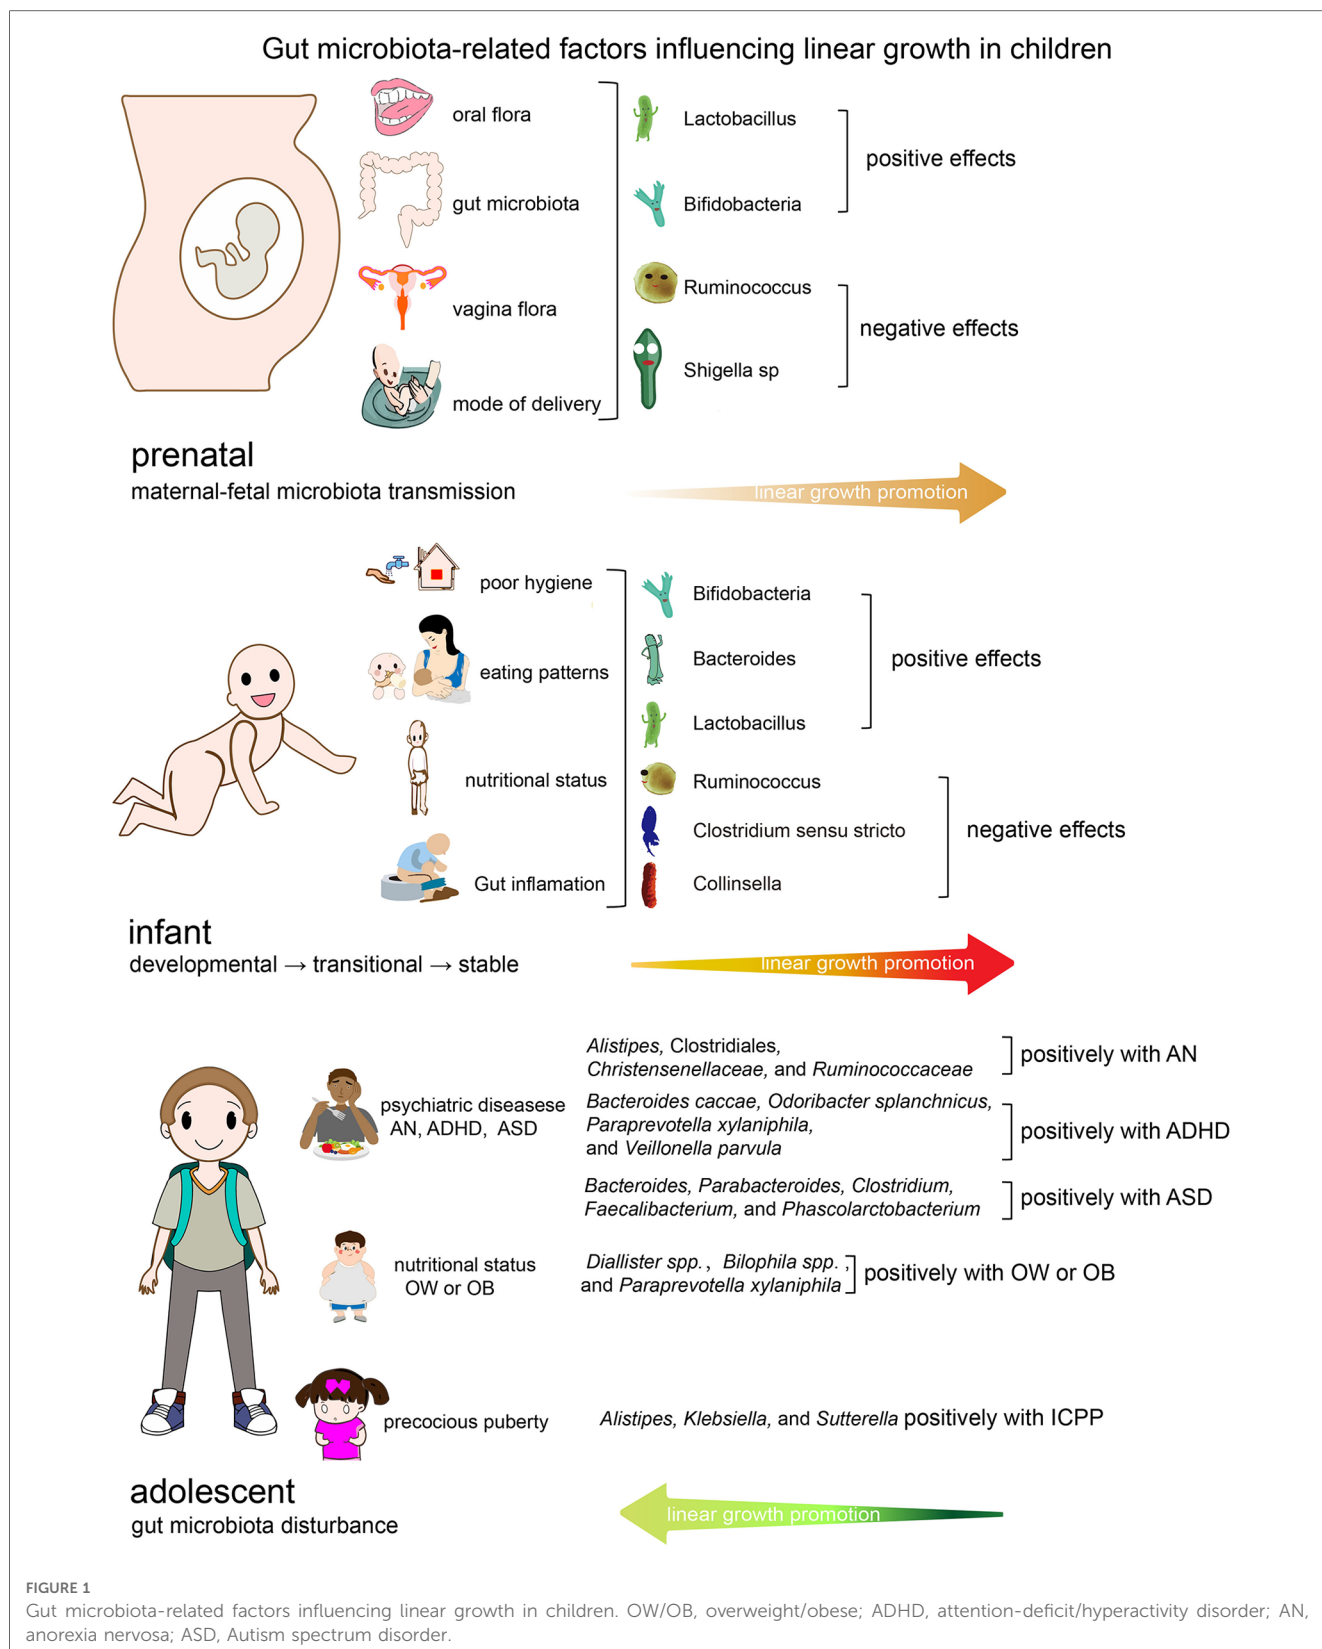 Gut microbiota-related factors influencing linear growth in children
oral flora
gut microbiota
vagina flora
mode of delivery
Lactobacillus
Bifidobacteria
positive effects
Ruminococcus
Shigella sp
negative effects
prenatal
maternal-fetal microbiota transmission
linear growth promotion
poor hygiene
eating patterns
nutritional status
Gut inflamation
Bifidobacteria
Bacteroides
Lactobacillus
positive effects
Ruminococcus
Clostridium sensu stricto
Collinsella
negative effects
infant
developmental → transitional → stable
linear growth promotion
psychiatric diseasese
AN, ADHD, ASD
Alistipes, Clostridiales,
Christensenellaceae, and Ruminococcaceae
positively with AN
Bacteroides caccae, Odoribacter splanchnicus,
Paraprevotella xylaniphila,
and Veillonella parvula
positively with ADHD
Bacteroides, Parabacteroides, Clostridium,
Faecalibacterium, and Phascolarctobacterium
positively with ASD
nutritional status
OW or OB
Diallister spp., Bilophila spp.,
and Paraprevotella xylaniphila
positively with OW or OB
precocious puberty
Alistipes, Klebsiella, and Sutterella positively with ICPP
adolescent
gut microbiota disturbance
linear growth promotion
FIGURE 1
Gut microbiota-related factors influencing linear growth in children. OW/OB, overweight/obese; ADHD, attention-deficit/hyperactivity disorder; AN,
anorexia nervosa; ASD, Autism spectrum disorder.